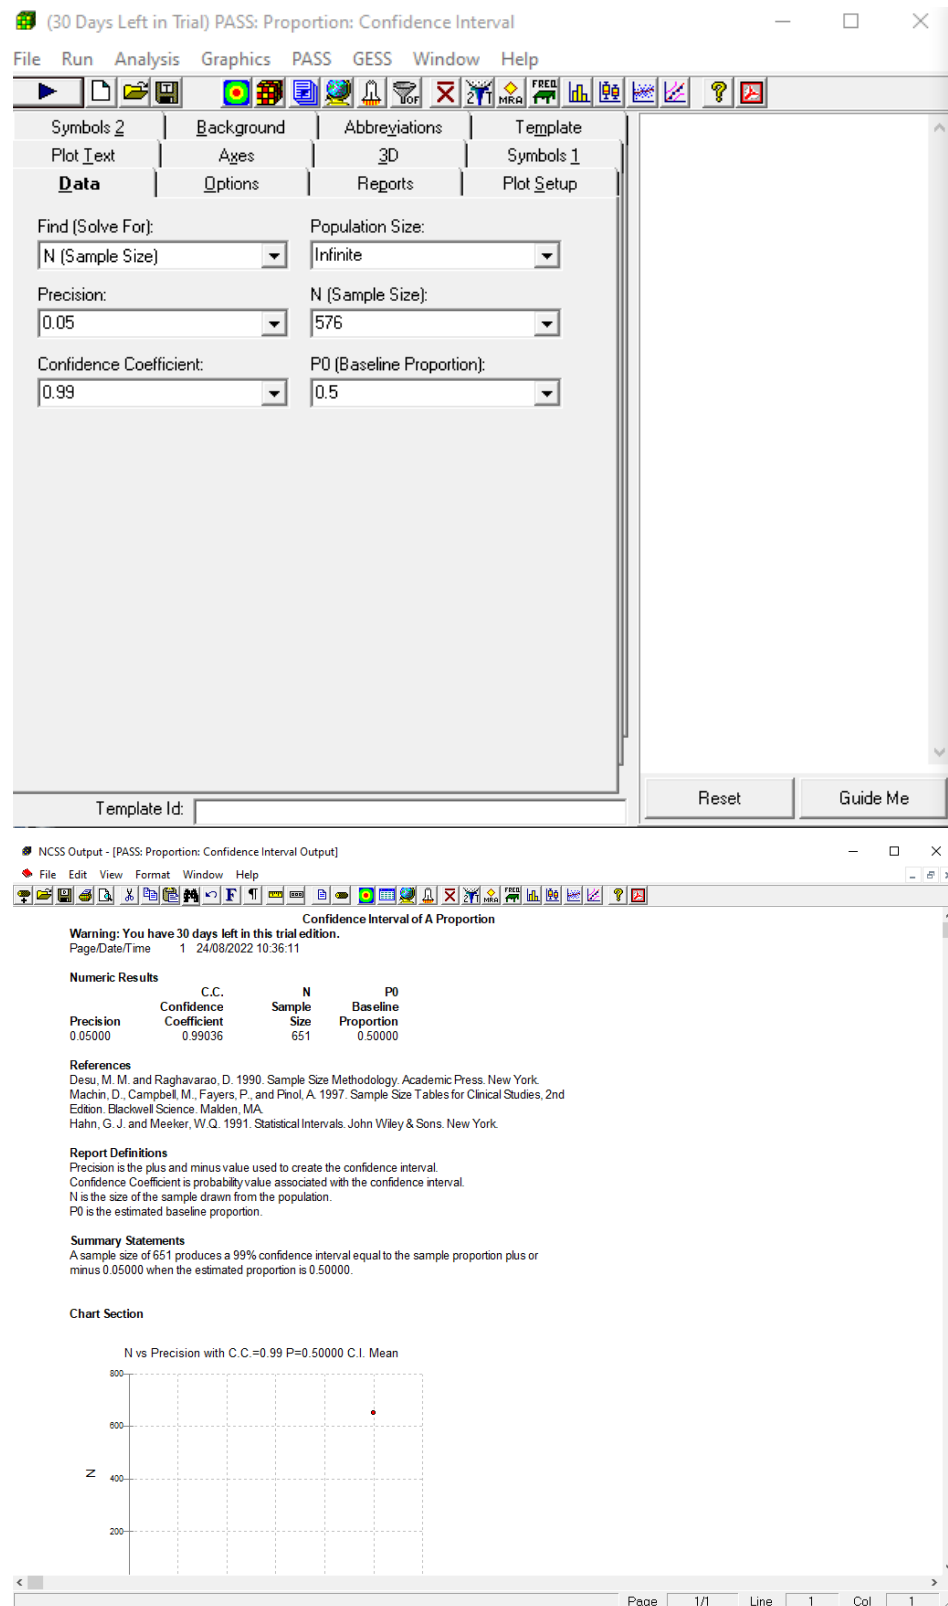 (30 Days Left in Trial) PASS: Proportion: Confidence Interval
File Run Analysis Graphics PASS GESS Window Help
TOF 2 1 MRA FREQ ?
Symbols 2 Background Abbreviations Template
Plot Text Axes 3D Symbols 1
Data Options Reports Plot Setup
Find (Solve For): Population Size:
N (Sample Size) Infinite
Precision: N (Sample Size):
0.05 576
Confidence Coefficient: P0 (Baseline Proportion):
0.99 0.5
Template Id: Reset Guide Me
NCSS Output - [PASS: Proportion: Confidence Interval Output]
File Edit View Format Window Help
F ¶ MRA FREQ ?
Confidence Interval of A Proportion
Warning: You have 30 days left in this trial edition.
Page/Date/Time 1 24/08/2022 10:36:11
Numeric Results
C.C. N P0
Confidence Sample Baseline
Precision Coefficient Size Proportion
0.05000 0.99036 651 0.50000
References
Desu, M. M. and Raghavarao, D. 1990. Sample Size Methodology. Academic Press. New York.
Machin, D., Campbell, M., Fayers, P., and Pinol, A. 1997. Sample Size Tables for Clinical Studies, 2nd
Edition. Blackwell Science. Malden, MA.
Hahn, G. J. and Meeker, W.Q. 1991. Statistical Intervals. John Wiley & Sons. New York.
Report Definitions
Precision is the plus and minus value used to create the confidence interval.
Confidence Coefficient is probability value associated with the confidence interval.
N is the size of the sample drawn from the population.
P0 is the estimated baseline proportion.
Summary Statements
A sample size of 651 produces a 99% confidence interval equal to the sample proportion plus or
minus 0.05000 when the estimated proportion is 0.50000.
Chart Section
N vs Precision with C.C.=0.99 P=0.50000 C.I. Mean
800
600
N
400
200
Page 1/1 Line 1 Col 1